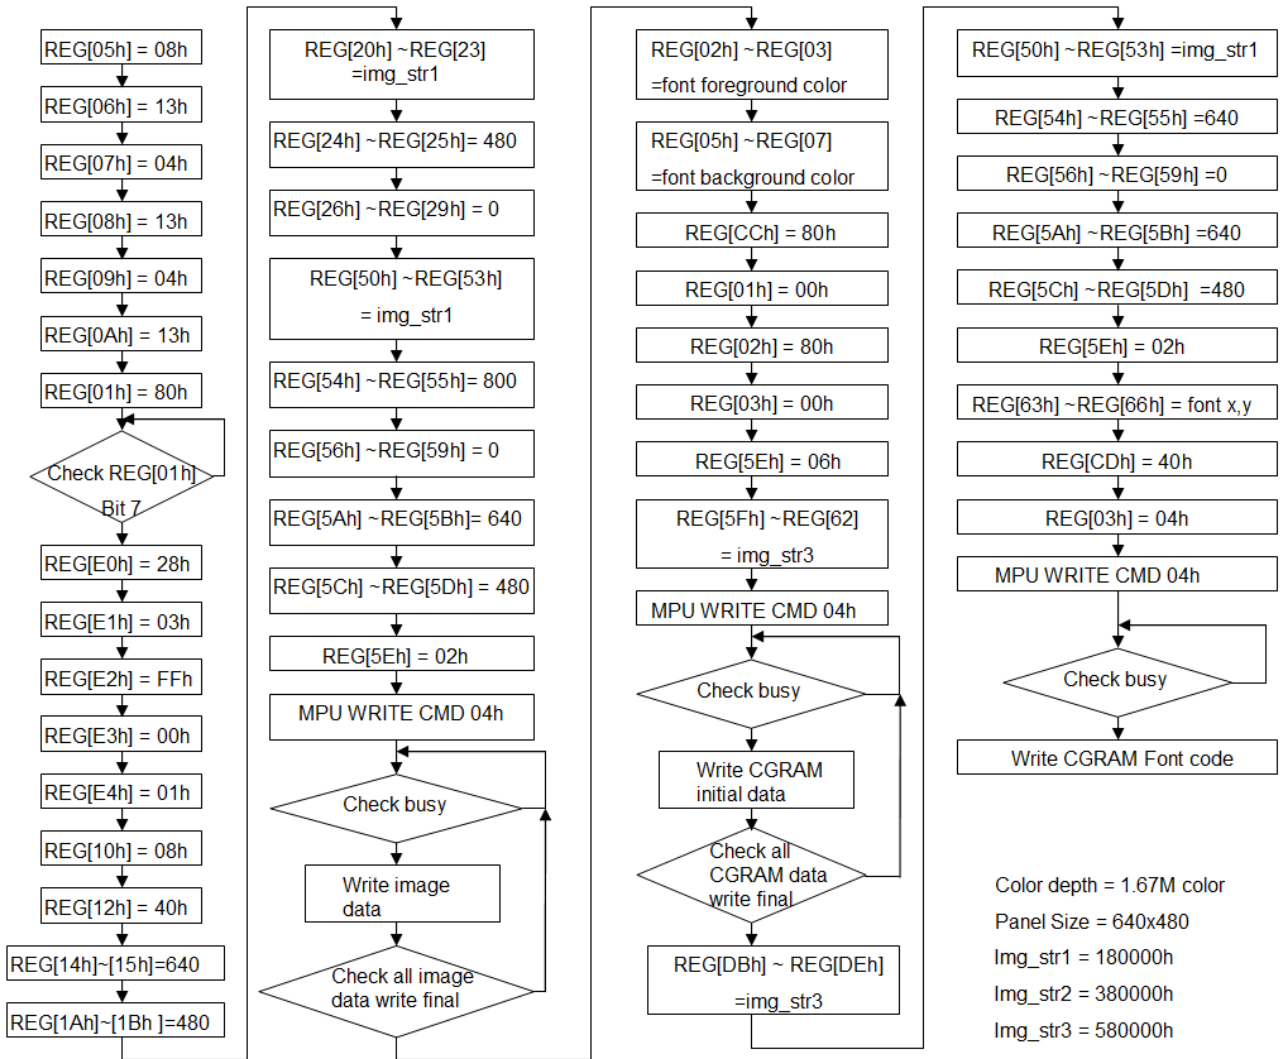 REG[05h] = 08h
REG[06h] = 13h
REG[07h] = 04h
REG[08h] = 13h
REG[09h] = 04h
REG[0Ah] = 13h
REG[01h] = 80h
Check REG[01h]
Bit 7
REG[E0h] = 28h
REG[E1h] = 03h
REG[E2h] = FFh
REG[E3h] = 00h
REG[E4h] = 01h
REG[10h] = 08h
REG[12h] = 40h
REG[14h]~[15h]=640
REG[1Ah]~[1Bh ]=480
REG[20h] ~REG[23]
=img_str1
REG[24h] ~REG[25h]= 480
REG[26h] ~REG[29h] = 0
REG[50h] ~REG[53h]
= img_str1
REG[54h] ~REG[55h]= 800
REG[56h] ~REG[59h] = 0
REG[5Ah] ~REG[5Bh]= 640
REG[5Ch] ~REG[5Dh] = 480
REG[5Eh] = 02h
MPU WRITE CMD 04h
Check busy
Write image
data
Check all image
data write final
REG[02h] ~REG[03]
=font foreground color
REG[05h] ~REG[07]
=font background color
REG[CCh] = 80h
REG[01h] = 00h
REG[02h] = 80h
REG[03h] = 00h
REG[5Eh] = 06h
REG[5Fh] ~REG[62]
= img_str3
MPU WRITE CMD 04h
Check busy
Write CGRAM
initial data
Check all
CGRAM data
write final
REG[DBh] ~ REG[DEh]
=img_str3
REG[50h] ~REG[53h] =img_str1
REG[54h] ~REG[55h] =640
REG[56h] ~REG[59h] =0
REG[5Ah] ~REG[5Bh] =640
REG[5Ch] ~REG[5Dh] =480
REG[5Eh] = 02h
REG[63h] ~REG[66h] = font x,y
REG[CDh] = 40h
REG[03h] = 04h
MPU WRITE CMD 04h
Check busy
Write CGRAM Font code
Color depth = 1.67M color
Panel Size = 640x480
Img_str1 = 180000h
Img_str2 = 380000h
Img_str3 = 580000h